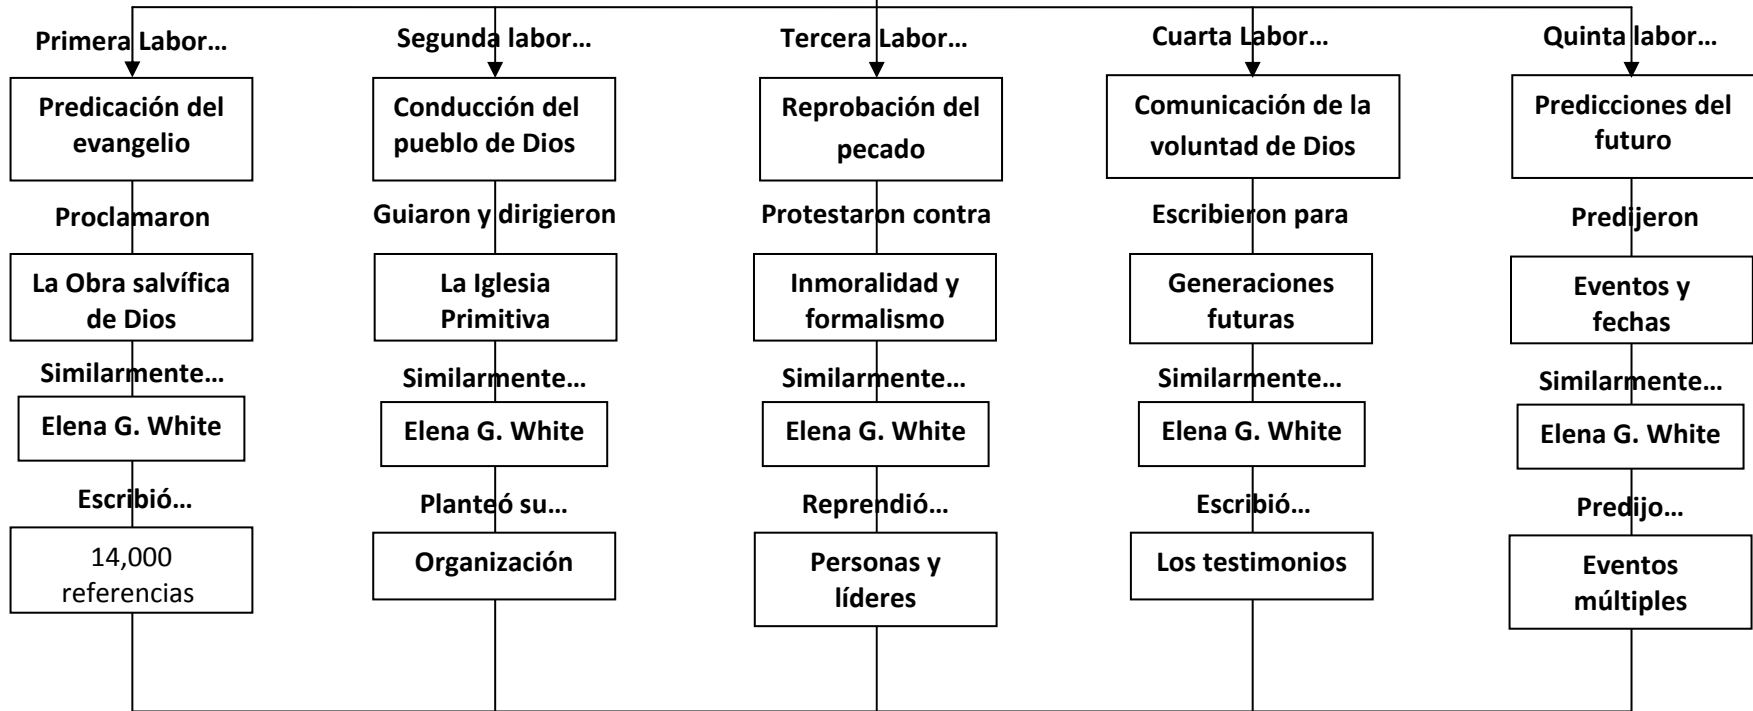 Primera Labor...
Predicación del
evangelio
Proclamaron
La Obra salvífica
de Dios
Similarmente...
Elena G. White
Escribió...
14,000
referencias
Segunda labor...
Conducción del
pueblo de Dios
Guiaron y dirigieron
La Iglesia
Primitiva
Similarmente...
Elena G. White
Planteó su...
Organización
Tercera Labor...
Reprobación del
pecado
Protestaron contra
Inmoralidad y
formalismo
Similarmente...
Elena G. White
Reprendió...
Personas y
líderes
Cuarta Labor...
Comunicación de la
voluntad de Dios
Escribieron para
Generaciones
futuras
Similarmente...
Elena G. White
Escribió...
Los testimonios
Quinta labor...
Predicciones del
futuro
Predijeron
Eventos y
fechas
Similarmente...
Elena G. White
Predijo...
Eventos
múltiples